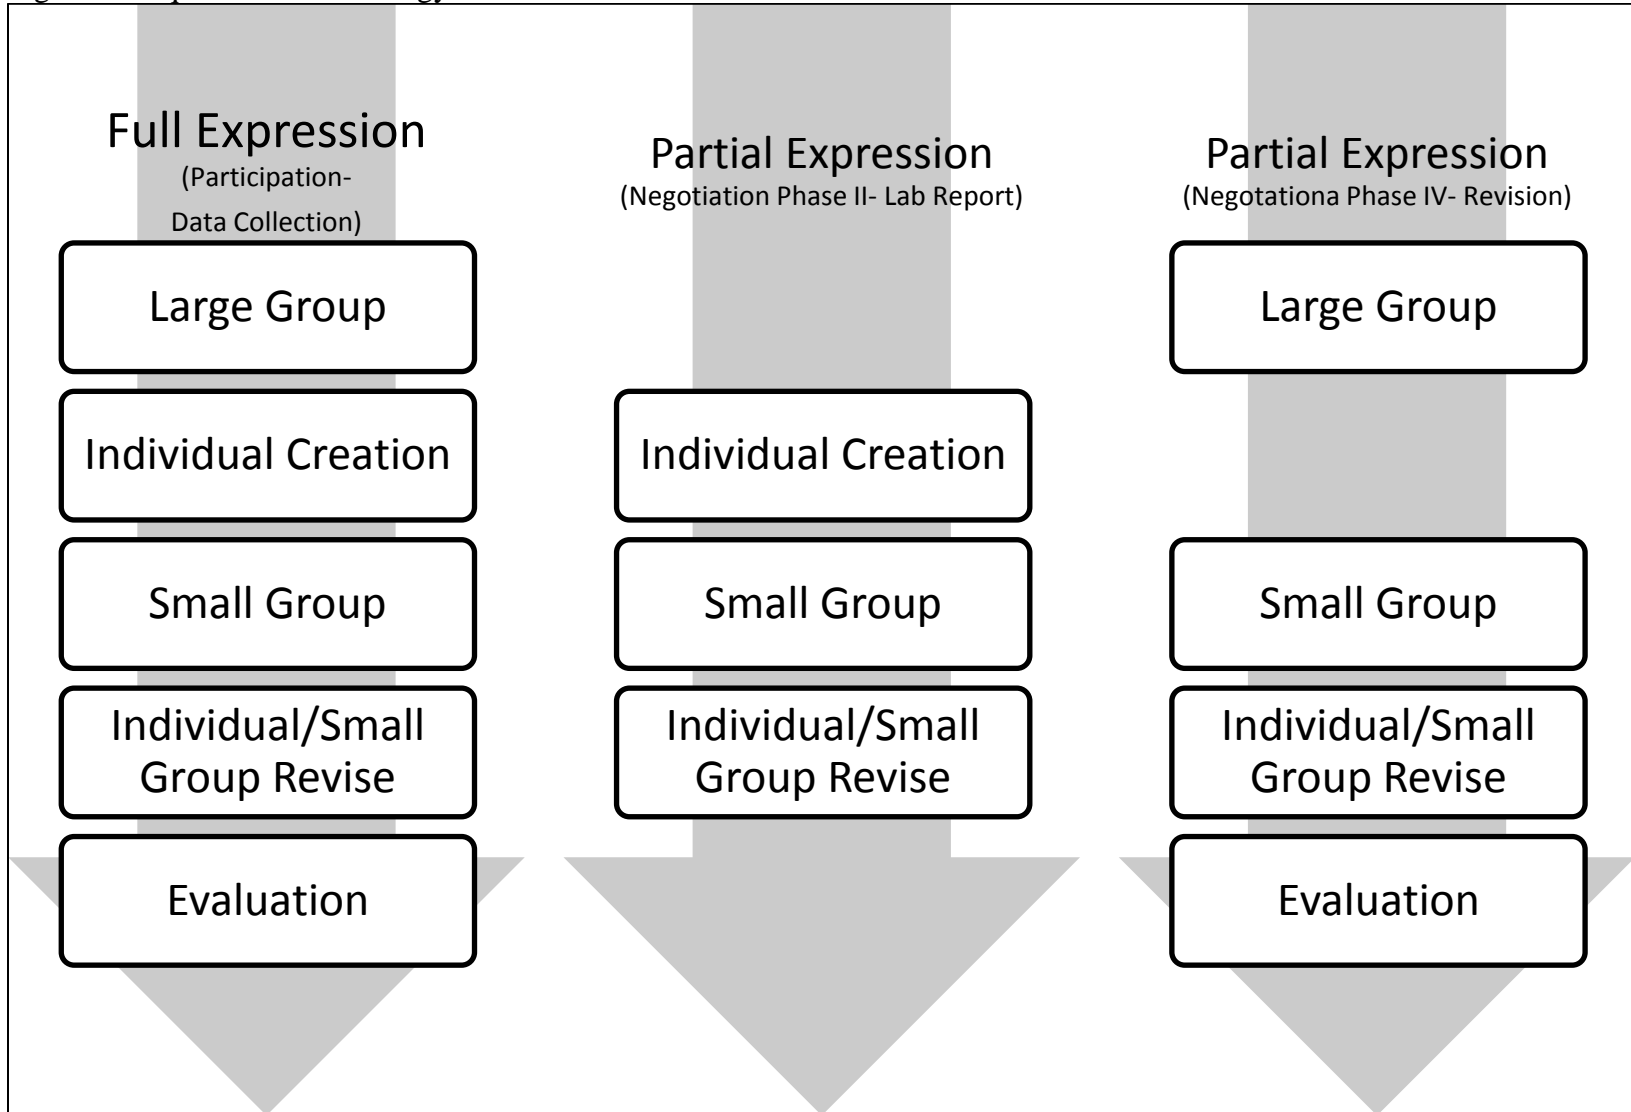 Full Expression
(Participation-
Data Collection)
Large Group
Individual Creation
Small Group
Individual/Small
Group Revise
Evaluation
Partial Expression
(Negotiation Phase II- Lab Report)
Individual Creation
Small Group
Individual/Small
Group Revise
Partial Expression
(Negotationa Phase IV- Revision)
Large Group
Small Group
Individual/Small
Group Revise
Evaluation